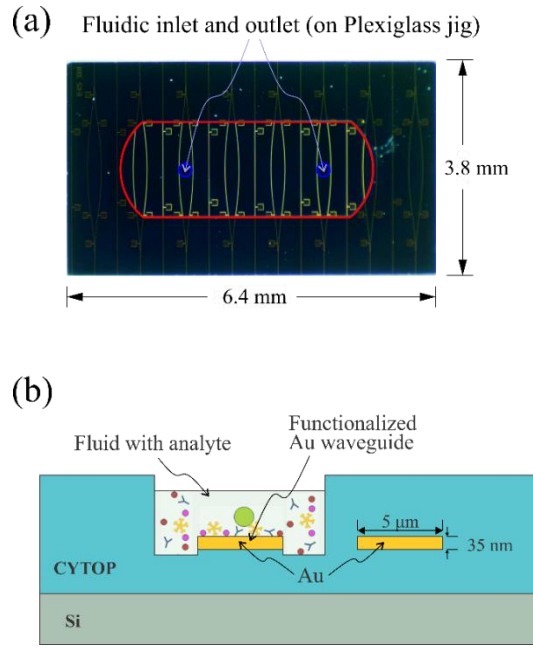 (a)
Fluidic inlet and outlet (on Plexiglass jig)
3.8 mm
6.4 mm
(b)
Functionalized
Au waveguide
Fluid with analyte
5 µm
35 nm
CYTOP
Au
Si